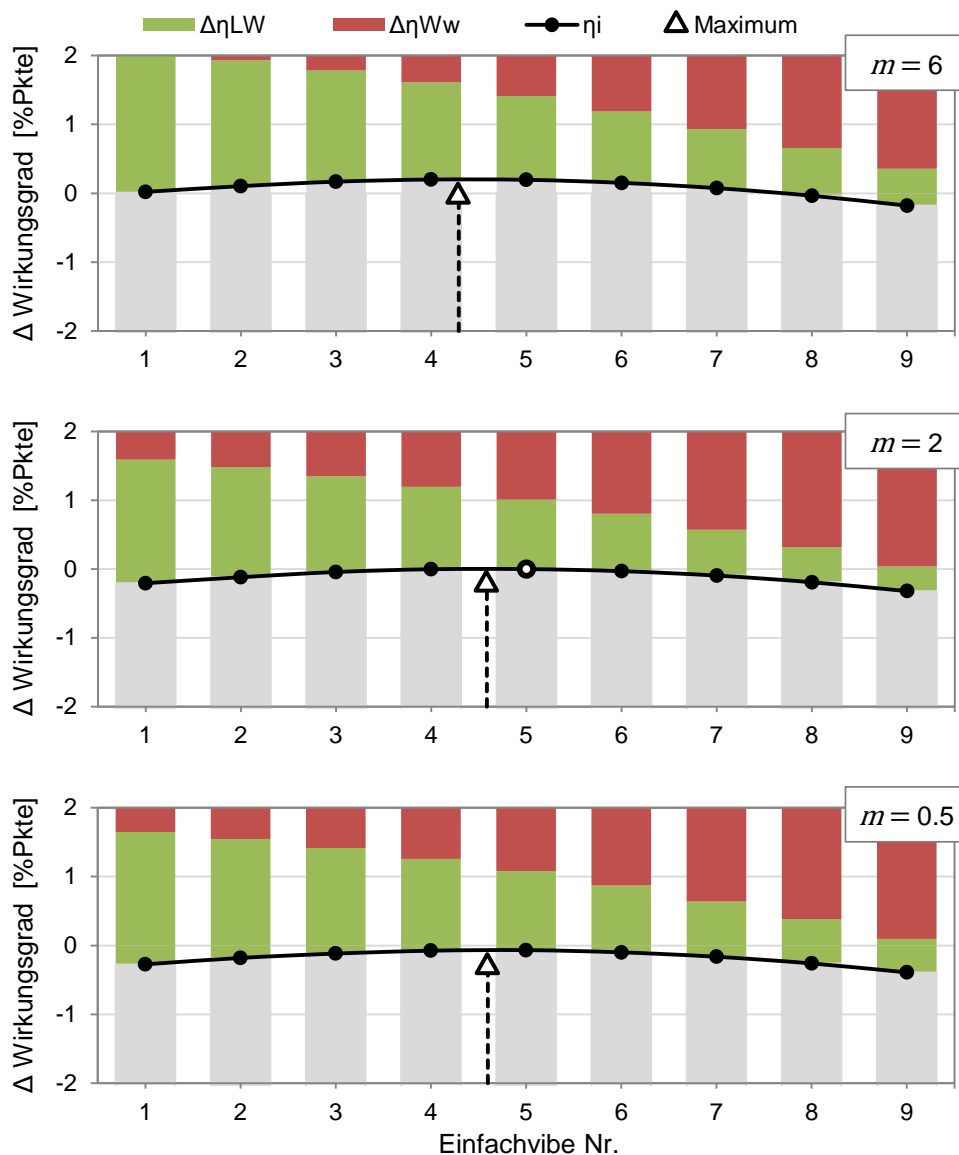 ΔηLW ΔηWw ηi Maximum
Δ Wirkungsgrad [%Pkte]
2
1
0
-1
-2
m = 6
1 2 3 4 5 6 7 8 9
Δ Wirkungsgrad [%Pkte]
2
1
0
-1
-2
m = 2
1 2 3 4 5 6 7 8 9
Δ Wirkungsgrad [%Pkte]
2
1
0
-1
-2
m = 0.5
1 2 3 4 5 6 7 8 9
Einfachvibe Nr.